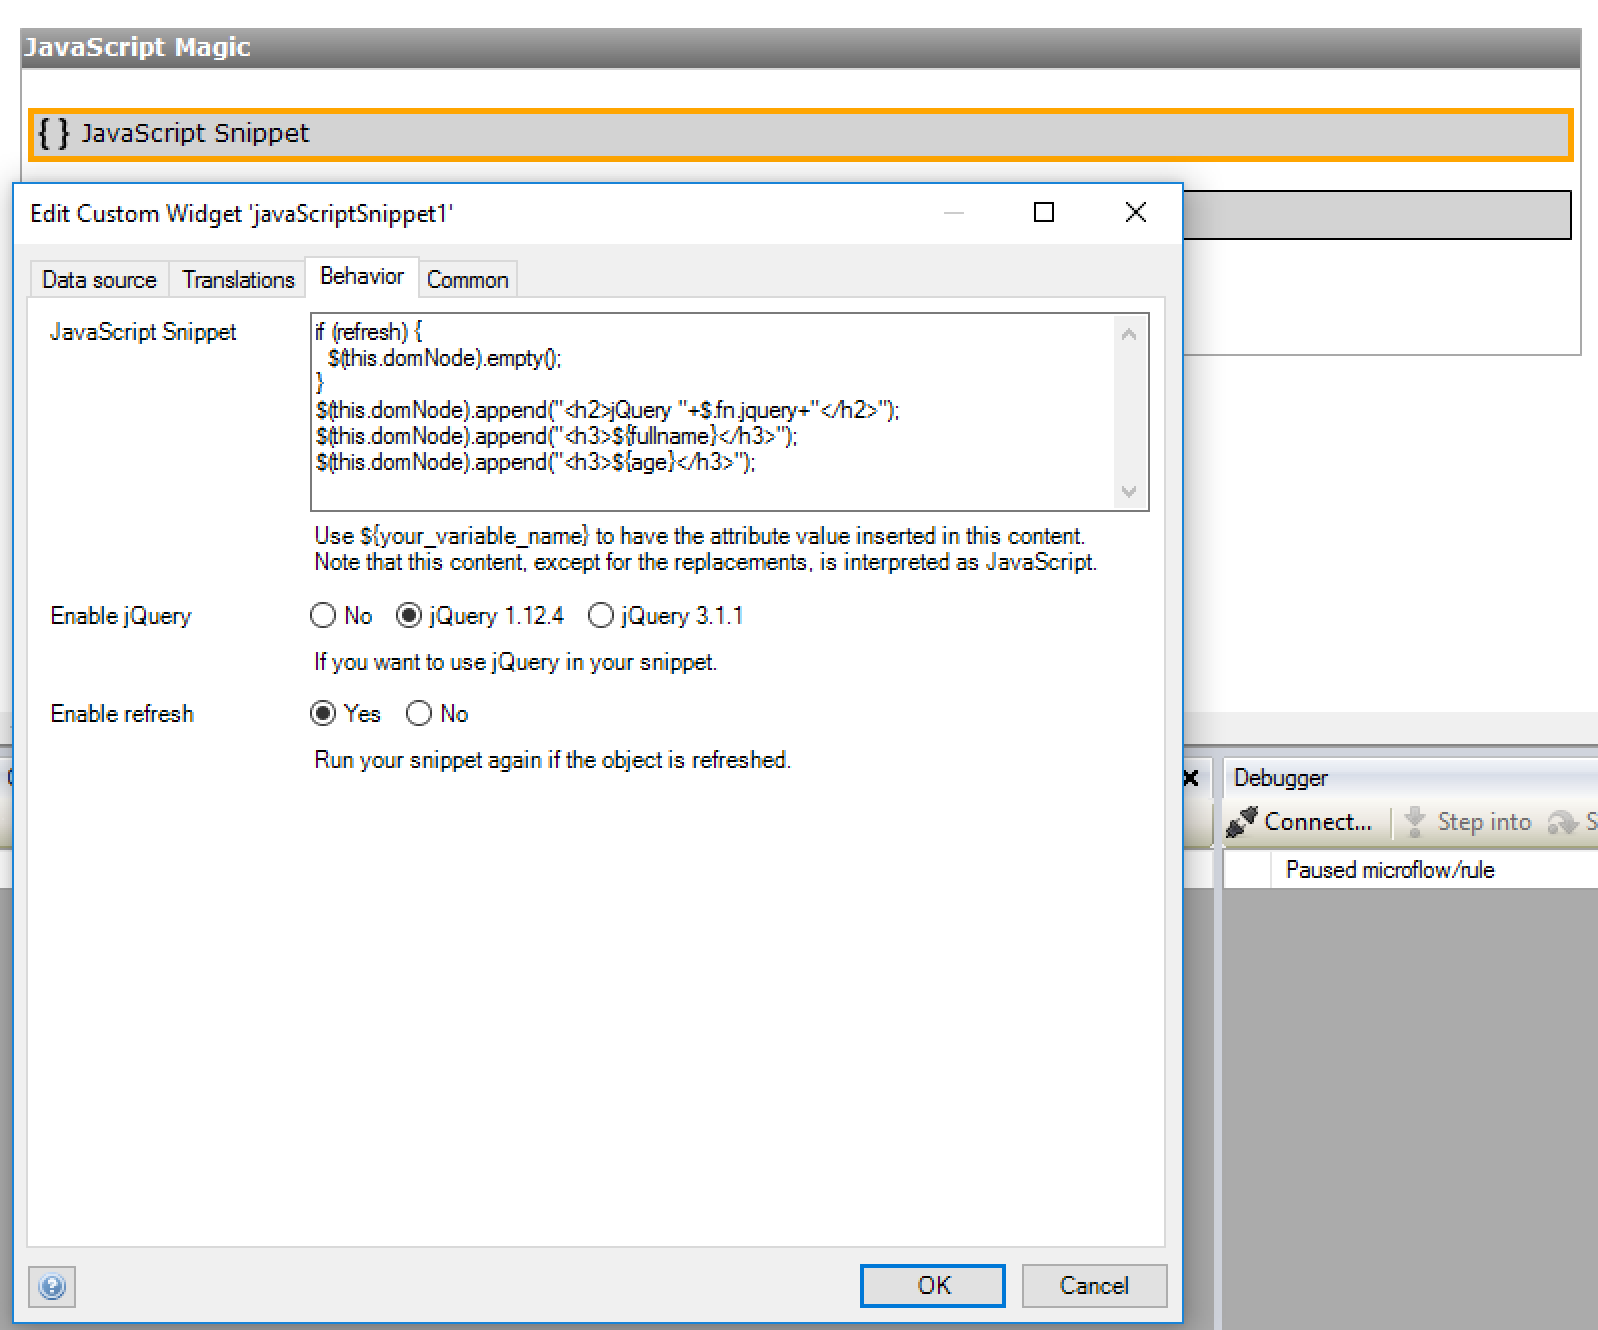 JavaScript Magic
{ } JavaScript Snippet
Edit Custom Widget 'javaScriptSnippet1'
Data source Translations Behavior Common
JavaScript Snippet
if (refresh) {
$(this.domNode).empty();
}
$(this.domNode).append("<h2>jQuery "+$.fn.jquery+"</h2>");
$(this.domNode).append("<h3>${fullname}</h3>");
$(this.domNode).append("<h3>${age}</h3>");
Use ${your_variable_name} to have the attribute value inserted in this content.
Note that this content, except for the replacements, is interpreted as JavaScript.
Enable jQuery No jQuery 1.12.4 jQuery 3.1.1
If you want to use jQuery in your snippet.
Enable refresh Yes No
Run your snippet again if the object is refreshed.
Debugger
Connect... Step into S
Paused microflow/rule
OK Cancel